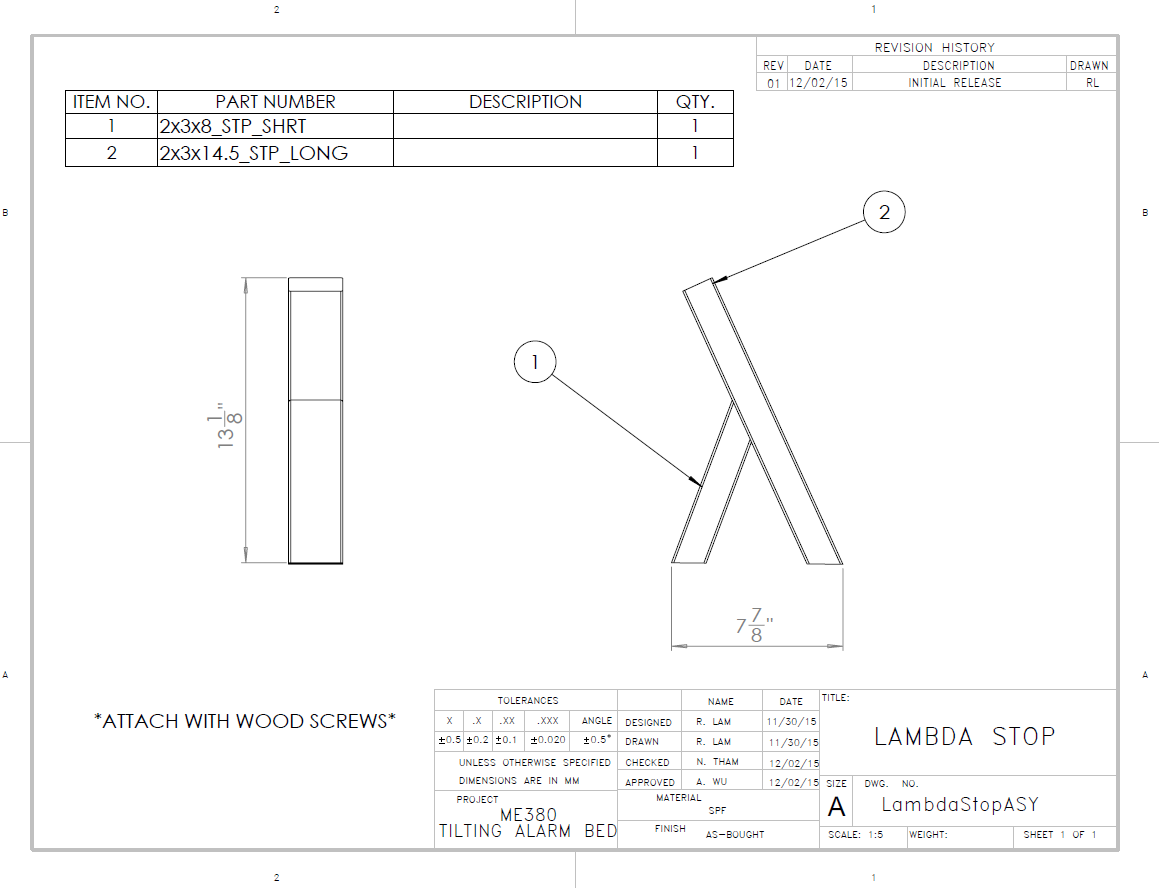 2 1
REVISION HISTORY
REV DATE DESCRIPTION DRAWN
01 12/02/15 INITIAL RELEASE RL
ITEM NO. PART NUMBER DESCRIPTION QTY.
1 2x3x8_STP_SHRT 1
2 2x3x14.5_STP_LONG 1
B B
2
1
13 1/8"
7 7/8"
A A
*ATTACH WITH WOOD SCREWS*
TOLERANCES
X .X .XX .XXX ANGLE
±0.5 ±0.2 ±0.1 ±0.020 ±0.5°
UNLESS OTHERWISE SPECIFIED
DIMENSIONS ARE IN MM
PROJECT
ME380
TILTING ALARM BED
NAME DATE
DESIGNED R. LAM 11/30/15
DRAWN R. LAM 11/30/15
CHECKED N. THAM 12/02/15
APPROVED A. WU 12/02/15
MATERIAL
SPF
FINISH
AS-BOUGHT
TITLE:
LAMBDA STOP
SIZE DWG. NO.
A LambdaStopASY
SCALE: 1:5 WEIGHT: SHEET 1 OF 1
2 1